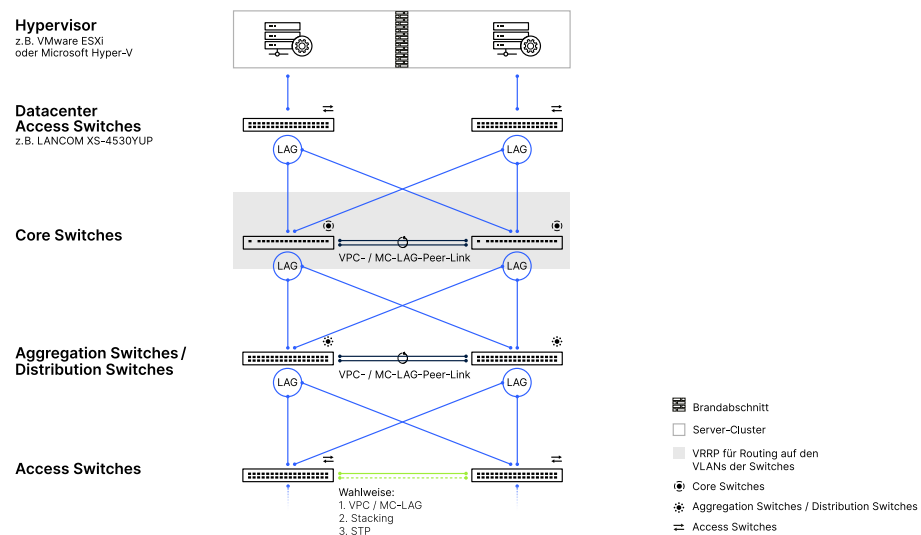 Hypervisor
z.B. VMware ESXi
oder Microsoft Hyper-V
Datacenter
Access Switches
z.B. LANCOM XS-4530YUP
LAG
LAG
Core Switches
VPC- / MC-LAG-Peer-Link
LAG
LAG
Aggregation Switches /
Distribution Switches
VPC- / MC-LAG-Peer-Link
LAG
LAG
Access Switches
Wahlweise:
1. VPC / MC-LAG
2. Stacking
3. STP
Brandabschnitt
Server-Cluster
VRRP für Routing auf den
VLANs der Switches
Core Switches
Aggregation Switches / Distribution Switches
Access Switches